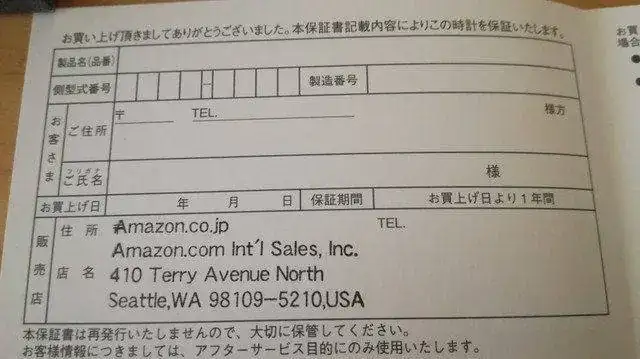 お買い上げ頂きましてありがとうございました。本保証書記載内容によりこの時計を保証いたします。
製品名(品番)
側型式番号 － 製造番号
お客さま
ご住所 〒 TEL. 様方
フリガナ
ご氏名 様
お買上げ日 年 月 日 保証期間 お買上げ日より1年間
販売店
住所 Amazon.co.jp TEL.
Amazon.com Int'l Sales, Inc.
店名 410 Terry Avenue North
Seattle,WA 98109-5210,USA
本保証書は再発行いたしませんので、大切に保管してください。
お客様情報につきましては、アフターサービス目的にのみ使用いたします。
お買
場合